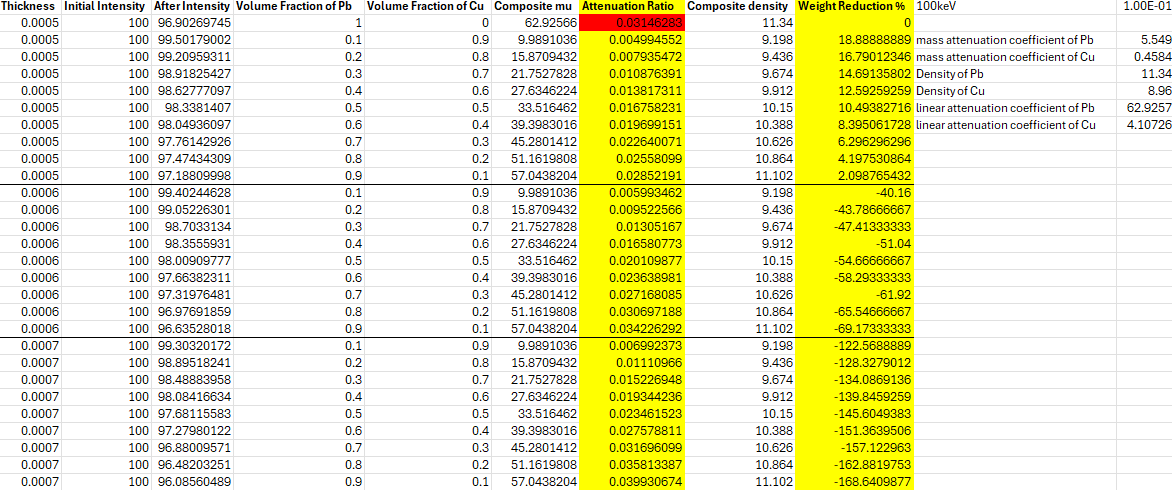 Thickness Initial Intensity After Intensity Volume Fraction of Pb Volume Fraction of Cu Composite mu Attenuation Ratio Composite density Weight Reduction % 100keV 1.00E-01
0.0005 100 96.90269745 1 0 62.92566 0.03146283 11.34 0
0.0005 100 99.50179002 0.1 0.9 9.9891036 0.004994552 9.198 18.88888889 mass attenuation coefficient of Pb 5.549
0.0005 100 99.20959311 0.2 0.8 15.8709432 0.007935472 9.436 16.79012346 mass attenuation coefficient of Cu 0.4584
0.0005 100 98.91825427 0.3 0.7 21.7527828 0.010876391 9.674 14.69135802 Density of Pb 11.34
0.0005 100 98.62777097 0.4 0.6 27.6346224 0.013817311 9.912 12.59259259 Density of Cu 8.96
0.0005 100 98.3381407 0.5 0.5 33.516462 0.016758231 10.15 10.49382716 linear attenuation coefficient of Pb 62.9257
0.0005 100 98.04936097 0.6 0.4 39.3983016 0.019699151 10.388 8.395061728 linear attenuation coefficient of Cu 4.10726
0.0005 100 97.76142926 0.7 0.3 45.2801412 0.022640071 10.626 6.296296296
0.0005 100 97.47434309 0.8 0.2 51.1619808 0.02558099 10.864 4.197530864
0.0005 100 97.18809998 0.9 0.1 57.0438204 0.02852191 11.102 2.098765432
0.0006 100 99.40244628 0.1 0.9 9.9891036 0.005993462 9.198 -40.16
0.0006 100 99.05226301 0.2 0.8 15.8709432 0.009522566 9.436 -43.78666667
0.0006 100 98.7033134 0.3 0.7 21.7527828 0.01305167 9.674 -47.41333333
0.0006 100 98.3555931 0.4 0.6 27.6346224 0.016580773 9.912 -51.04
0.0006 100 98.00909777 0.5 0.5 33.516462 0.020109877 10.15 -54.66666667
0.0006 100 97.66382311 0.6 0.4 39.3983016 0.023638981 10.388 -58.29333333
0.0006 100 97.31976481 0.7 0.3 45.2801412 0.027168085 10.626 -61.92
0.0006 100 96.97691859 0.8 0.2 51.1619808 0.030697188 10.864 -65.54666667
0.0006 100 96.63528018 0.9 0.1 57.0438204 0.034226292 11.102 -69.17333333
0.0007 100 99.30320172 0.1 0.9 9.9891036 0.006992373 9.198 -122.5688889
0.0007 100 98.89518241 0.2 0.8 15.8709432 0.01110966 9.436 -128.3279012
0.0007 100 98.48883958 0.3 0.7 21.7527828 0.015226948 9.674 -134.0869136
0.0007 100 98.08416634 0.4 0.6 27.6346224 0.019344236 9.912 -139.8459259
0.0007 100 97.68115583 0.5 0.5 33.516462 0.023461523 10.15 -145.6049383
0.0007 100 97.27980122 0.6 0.4 39.3983016 0.027578811 10.388 -151.3639506
0.0007 100 96.88009571 0.7 0.3 45.2801412 0.031696099 10.626 -157.122963
0.0007 100 96.48203251 0.8 0.2 51.1619808 0.035813387 10.864 -162.8819753
0.0007 100 96.08560489 0.9 0.1 57.0438204 0.039930674 11.102 -168.6409877